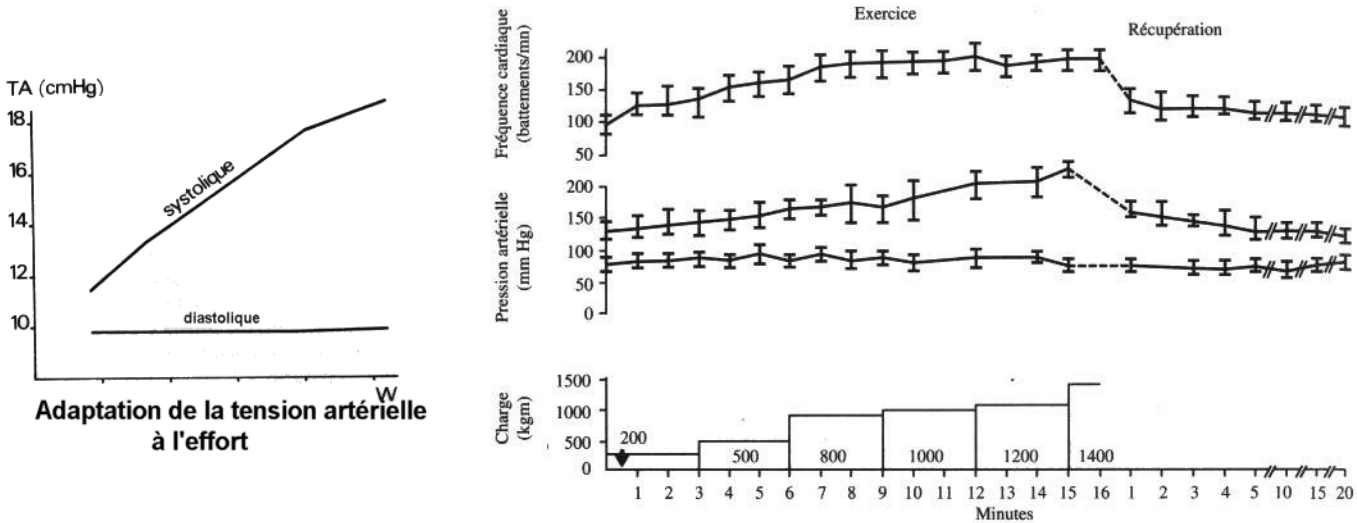 TA (cmHg)
18
16
14
12
10
systolique
diastolique
W
Adaptation de la tension artérielle
à l'effort
Exercice
Récupération
Fréquence cardiaque
(battements/mn)
200
150
100
50
Pression artérielle
(mm Hg)
200
150
100
50
0
Charge
(kgm)
1500
1000
500
0
200
500
800
1000
1200
1400
1 2 3 4 5 6 7 8 9 10 11 12 13 14 15 16 1 2 3 4 5 10 15 20
Minutes